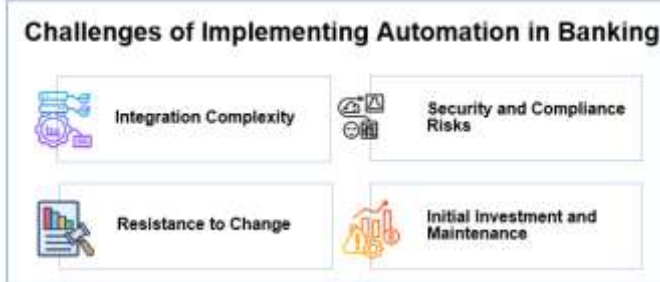 Challenges of Implementing Automation in Banking
Integration Complexity
Security and Compliance
Risks
Resistance to Change
Initial Investment and
Maintenance